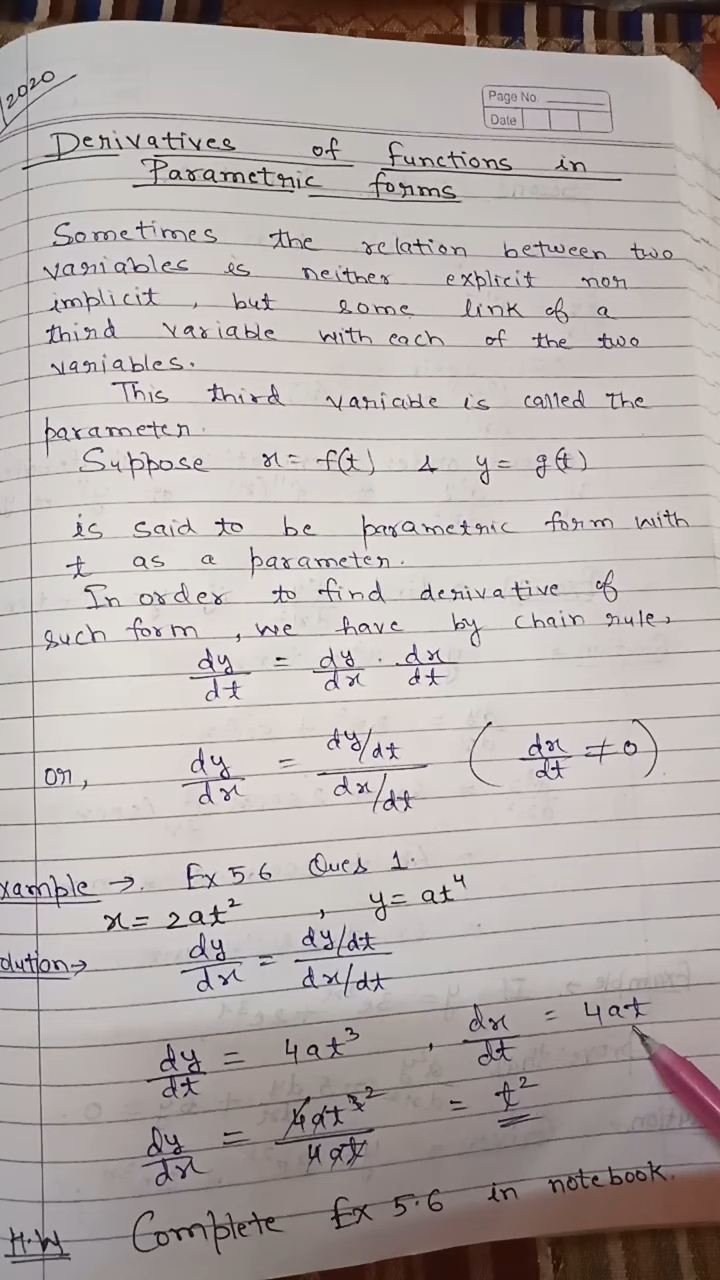 2020
Page No.
Date
Derivatives of functions in
Parametric forms
Sometimes the relation between two
variables is neither explicit nor
implicit, but some link of a
third variable with each of the two
variables.
This third variable is called the
parameter.
Suppose x = f(t) & y = g(t)
is said to be parametric form with
t as a parameter.
In order to find derivative of
such form, we have by chain rule,
dy/dt = dy/dx . dx/dt
or, dy/dx = (dy/dt)/(dx/dt) (dx/dt ≠ 0)
xample →. Ex 5.6 Ques 1.
x = 2at², y = at⁴
olution → dy/dx = (dy/dt)/(dx/dt)
dy/dt = 4at³, dx/dt = 4at
dy/dx = 4at³ ²/4at = t²
H.W Complete Ex 5.6 in notebook.